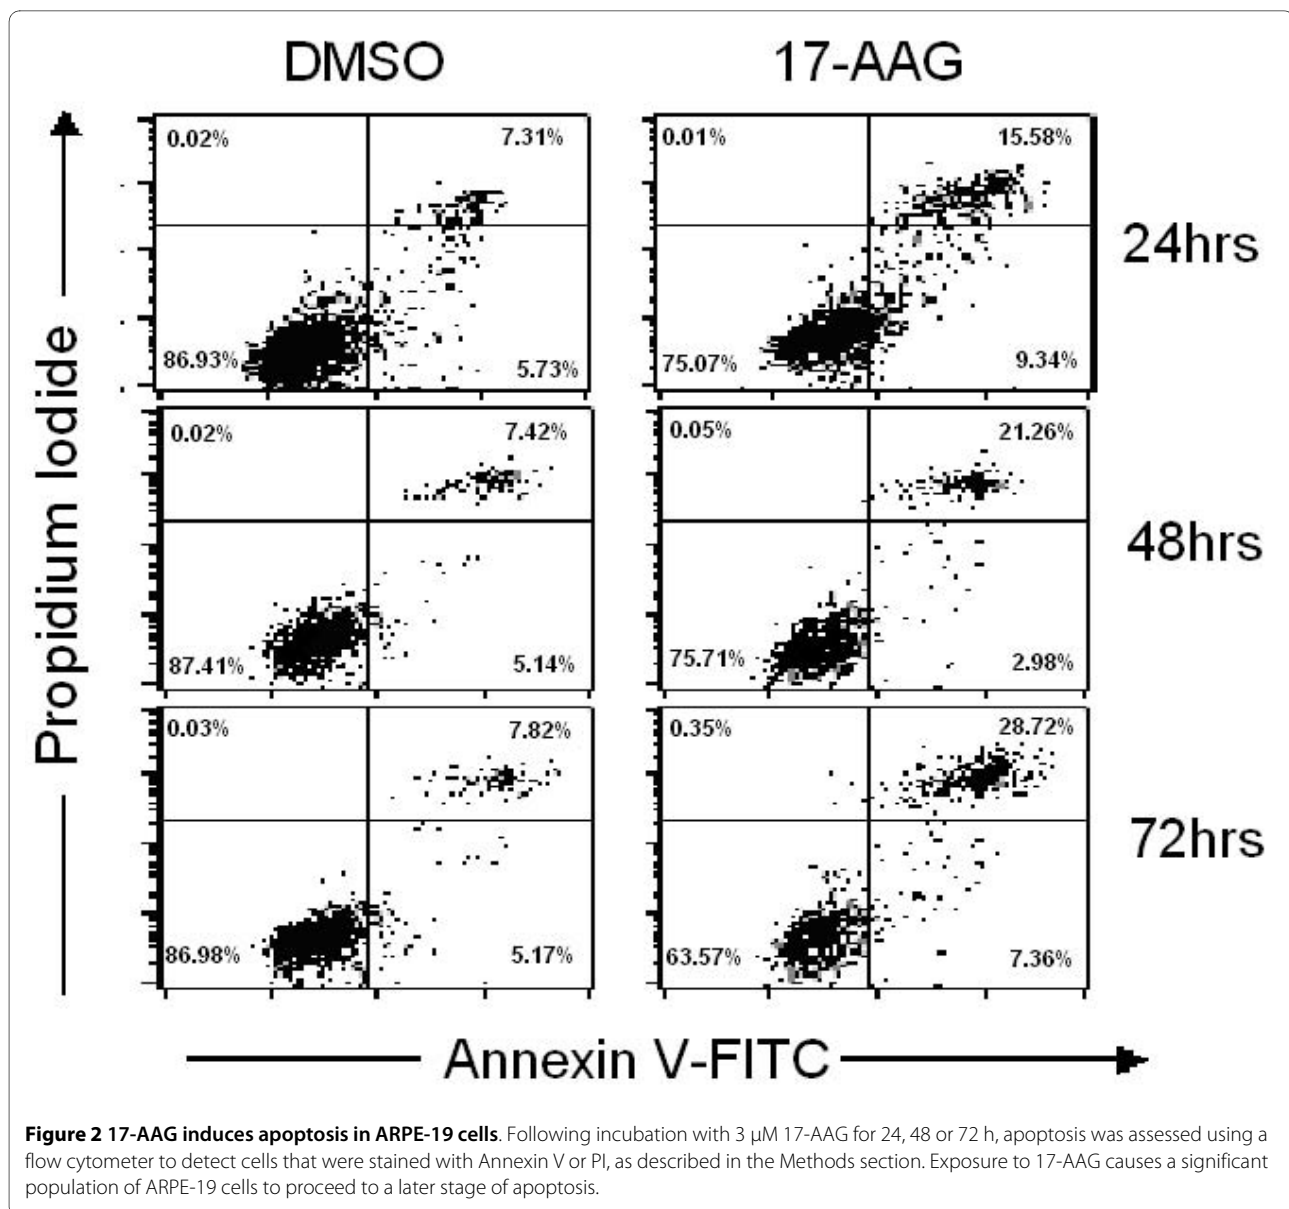 DMSO
17-AAG
Propidium Iodide
0.02%
7.31%
86.93%
5.73%
0.01%
15.58%
75.07%
9.34%
24hrs
0.02%
7.42%
87.41%
5.14%
0.05%
21.26%
75.71%
2.98%
48hrs
0.03%
7.82%
86.98%
5.17%
0.35%
28.72%
63.57%
7.36%
72hrs
Annexin V-FITC
Figure 2 17-AAG induces apoptosis in ARPE-19 cells. Following incubation with 3 μM 17-AAG for 24, 48 or 72 h, apoptosis was assessed using a
flow cytometer to detect cells that were stained with Annexin V or PI, as described in the Methods section. Exposure to 17-AAG causes a significant
population of ARPE-19 cells to proceed to a later stage of apoptosis.